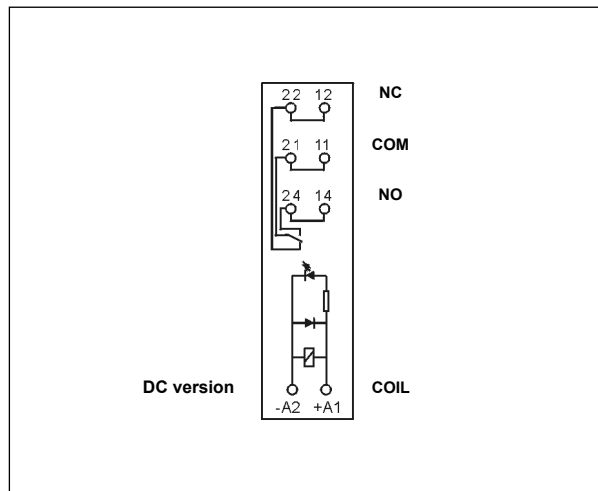 22 12 NC
21 11 COM
24 14 NO
DC version COIL
-A2 +A1